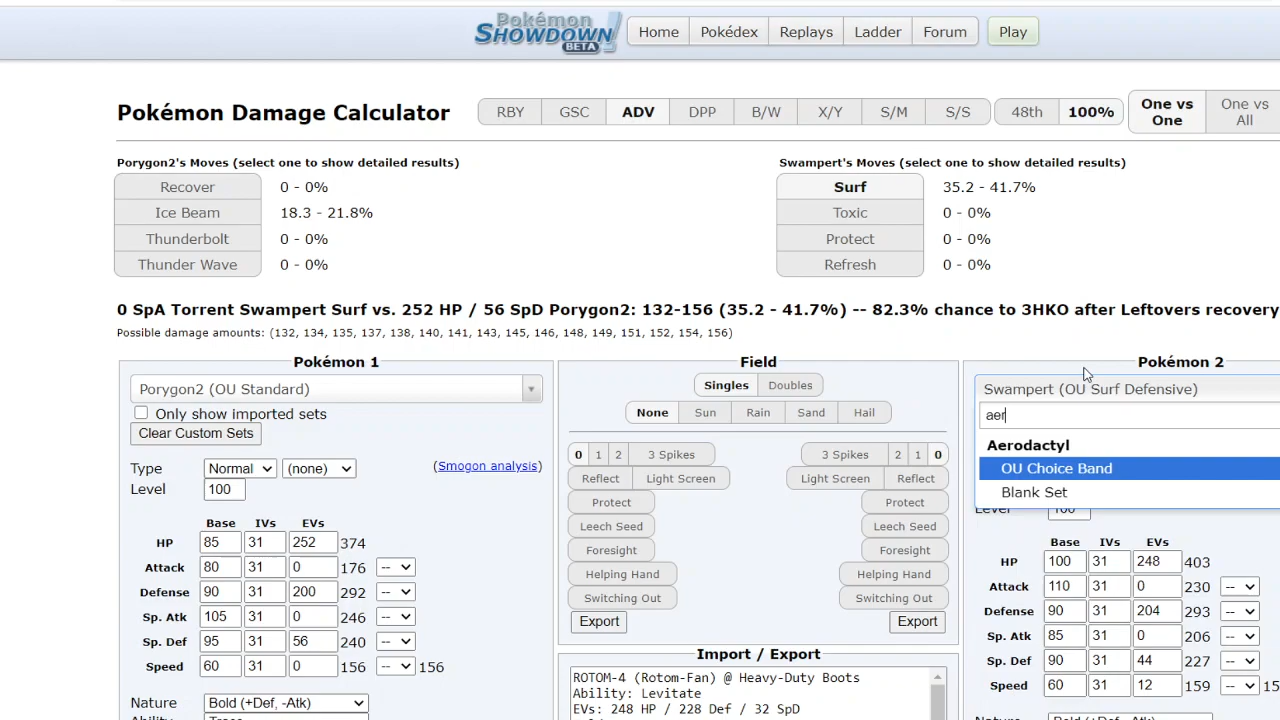 Pokémon
SHOWDOWN!
BETA
Home Pokédex Replays Ladder Forum Play
Pokémon Damage Calculator
RBY GSC ADV DPP B/W X/Y S/M S/S 48th 100% One vs One One vs All
Porygon2's Moves (select one to show detailed results)
Recover 0 - 0%
Ice Beam 18.3 - 21.8%
Thunderbolt 0 - 0%
Thunder Wave 0 - 0%
Swampert's Moves (select one to show detailed results)
Surf 35.2 - 41.7%
Toxic 0 - 0%
Protect 0 - 0%
Refresh 0 - 0%
0 SpA Torrent Swampert Surf vs. 252 HP / 56 SpD Porygon2: 132-156 (35.2 - 41.7%) -- 82.3% chance to 3HKO after Leftovers recovery
Possible damage amounts: (132, 134, 135, 137, 138, 140, 141, 143, 145, 146, 148, 149, 151, 152, 154, 156)
Pokémon 1
Porygon2 (OU Standard)
Only show imported sets
Clear Custom Sets
Type Normal (none) (Smogon analysis)
Level 100
Base IVs EVs
HP 85 31 252 374
Attack 80 31 0 176 --
Defense 90 31 200 292 --
Sp. Atk 105 31 0 246 --
Sp. Def 95 31 56 240 --
Speed 60 31 0 156 -- 156
Nature Bold (+Def, -Atk)
Field
Singles Doubles
None Sun Rain Sand Hail
0 1 2 3 Spikes 3 Spikes 2 1 0
Reflect Light Screen Light Screen Reflect
Protect Protect
Leech Seed Leech Seed
Foresight Foresight
Helping Hand Helping Hand
Switching Out Switching Out
Export Export
Import / Export
ROTOM-4 (Rotom-Fan) @ Heavy-Duty Boots
Ability: Levitate
EVs: 248 HP / 228 Def / 32 SpD
Pokémon 2
Swampert (OU Surf Defensive)
aer
Aerodactyl
OU Choice Band
Blank Set
Level 100
Base IVs EVs
HP 100 31 248 403
Attack 110 31 0 230 --
Defense 90 31 204 293 --
Sp. Atk 85 31 0 206 --
Sp. Def 90 31 44 227 --
Speed 60 31 12 159 --